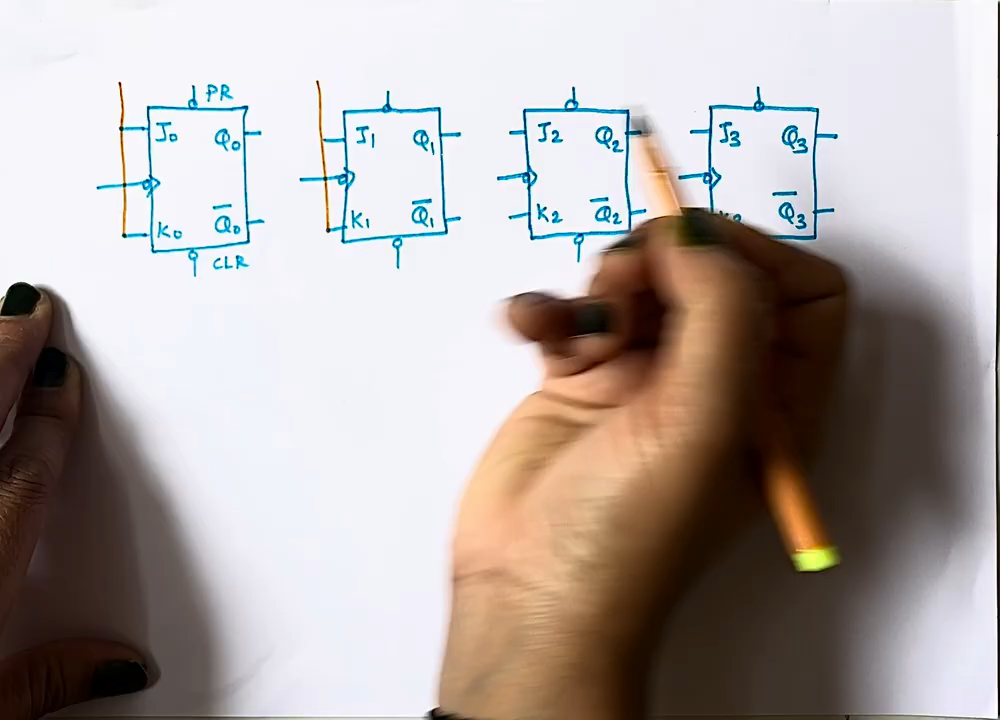 PR
J0 Q0
K0 Q̅0
CLR
J1 Q1
K1 Q̅1
J2 Q2
K2 Q̅2
J3 Q3
Q̅3